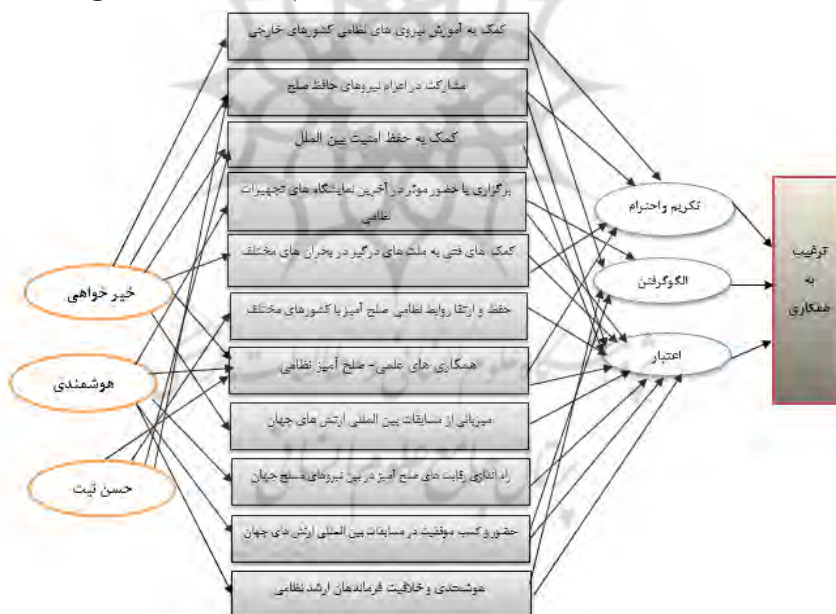 کمک به آموزش نیروی های نظامی کشورهای خارجی
مشارکت در اعزام نیروهای حافظ صلح
کمک به حفظ امنیت بین الملل
برگزاری یا حضور موثر در آخرین نمایشگاه های تجهیزات
نظامی
کمک های فنی به ملت های درگیر در بحران های مختلف
حفظ و ارتقا روابط نظامی صلح آمیز با کشورهای مختلف
همکاری های علمی- صلح آمیز نظامی
میزبانی از مسابقات بین المللی ارتش های جهان
راه اندازی رقابت های صلح آمیز در بین نیروهای مسلح جهان
حضور و کسب موفقیت در مسابقات بین المللی ارتش های جهان
هوشمندی و خلاقیت فرماندهان ارشد نظامی
خیر خواهی
هوشمندی
حسن نیت
تکریم واحترام
الگوگرفتن
اعتبار
ترغیب
به
همکاری